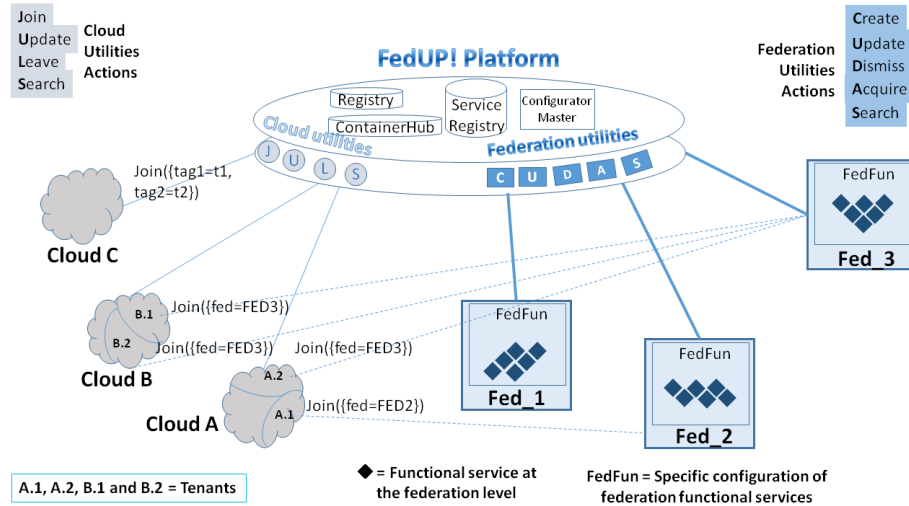 Join
Update
Leave
Search
Cloud
Utilities
Actions
FedUP! Platform
Federation
Utilities
Actions
Create
Update
Dismiss
Acquire
Search
Registry
ContainerHub
Service
Registry
Configurator
Master
Cloud utilities
Federation utilities
J
U
L
S
C
U
D
A
S
Join({tag1=t1,
tag2=t2})
Cloud C
FedFun
Fed_3
B.1
B.2
Join({fed=FED3})
Join({fed=FED3})
Cloud B
Join({fed=FED3})
A.2
A.1
Join({fed=FED2})
Cloud A
FedFun
Fed_1
FedFun
Fed_2
A.1, A.2, B.1 and B.2 = Tenants
= Functional service at
the federation level
FedFun = Specific configuration of
federation functional services